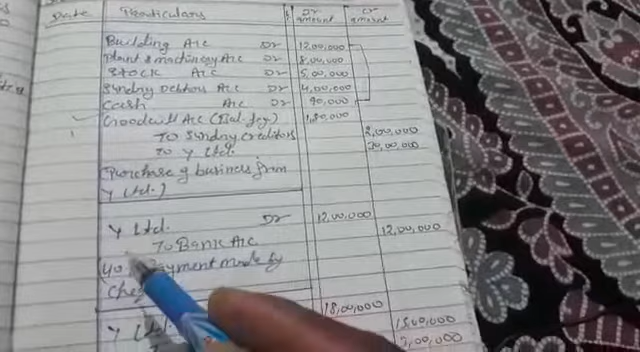 Date Particulars Dr amount Cr amount
Building A/c Dr 12,00,000
Plant & machinery A/c Dr 8,00,000
Stock A/c Dr 5,00,000
Sundry Debtors A/c Dr 4,00,000
Cash A/c Dr 90,000
Goodwill A/c (Bal. fig)
To Sundry creditors 2,00,000
To Y Ltd. 30,00,000
(Purchase of business from
Y Ltd.)
Y Ltd. Dr 12,00,000
To Bank A/c 12,00,000
Payment made by
18,00,000
Y Ltd. 15,00,000
3,00,000